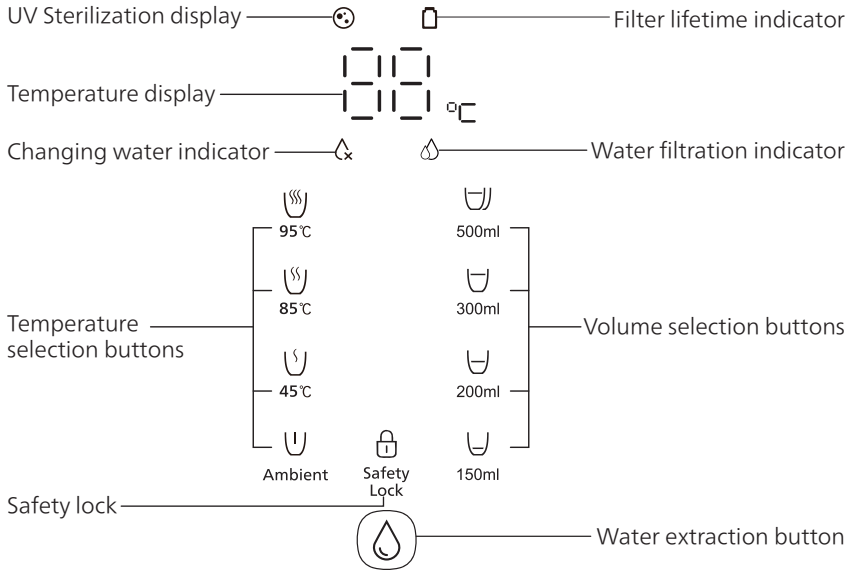 UV Sterilization display
Filter lifetime indicator
Temperature display
88 °C
Changing water indicator
Water filtration indicator
95℃
500ml
85℃
300ml
Temperature
selection buttons
Volume selection buttons
45℃
200ml
Ambient
Safety
Lock
150ml
Safety lock
Water extraction button